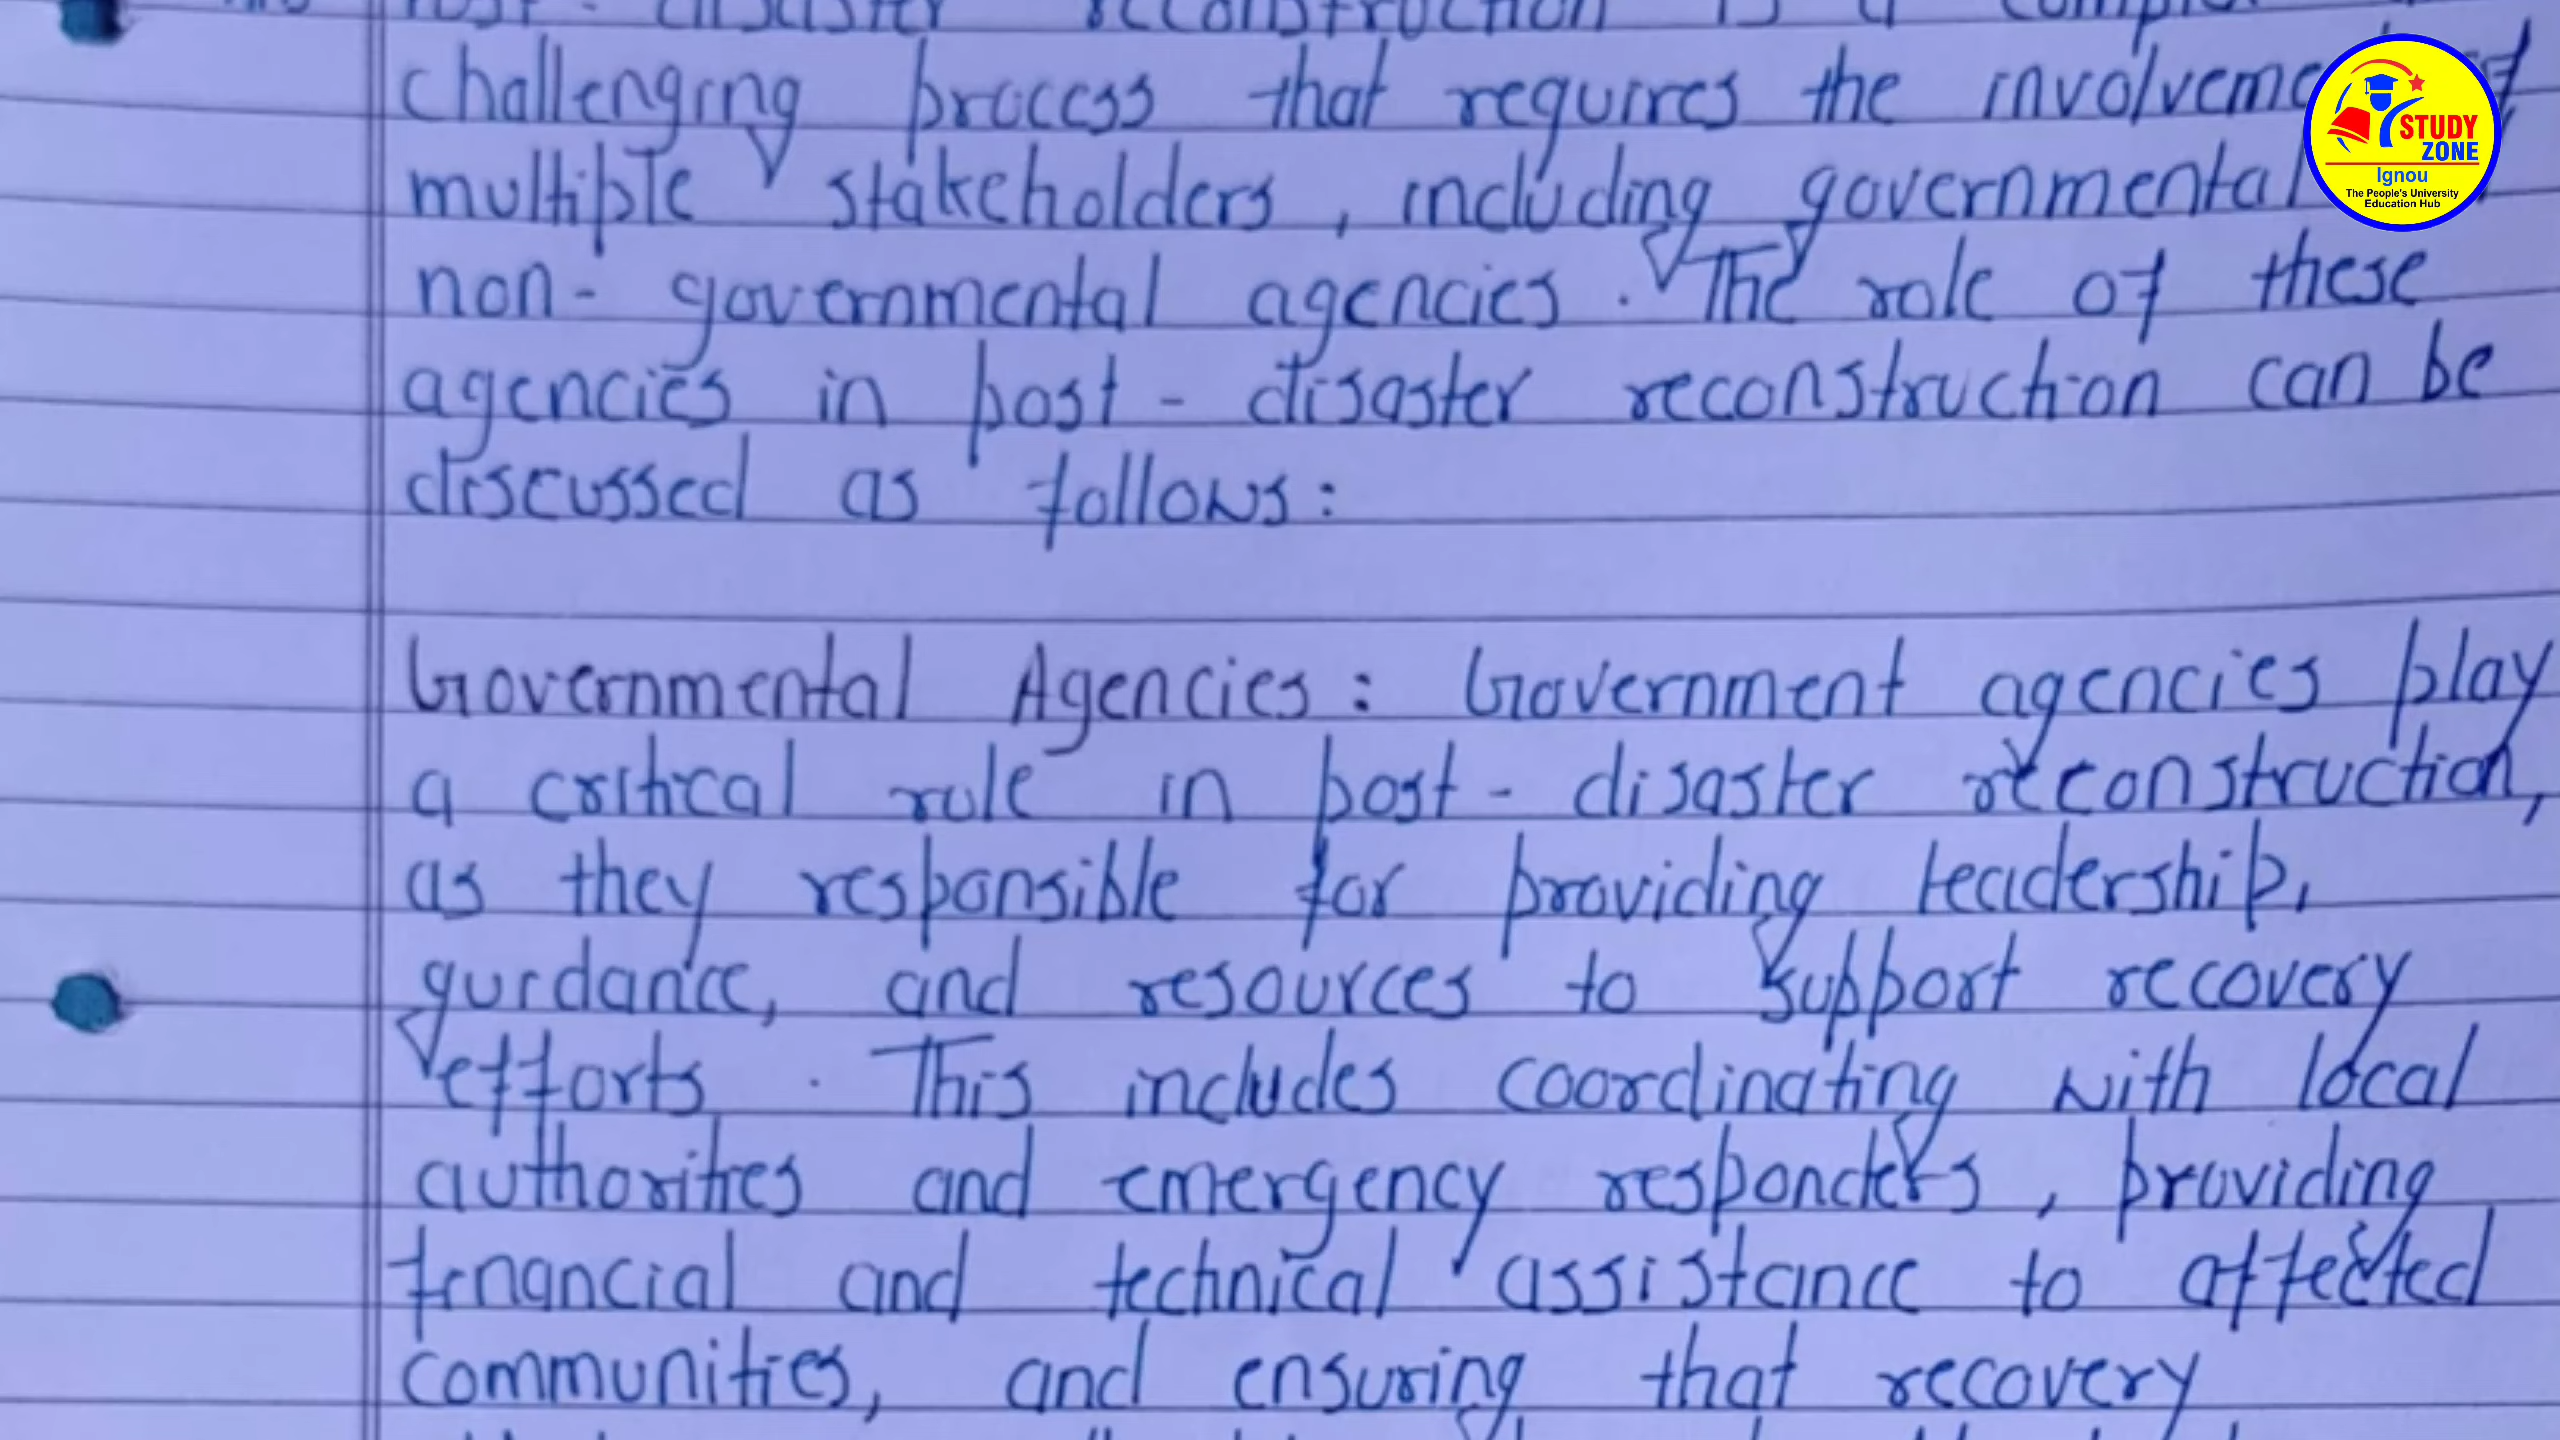 Post - disaster reconstruction is a
challenging process that requires the
multiple stakeholders, including governmental
non- governmental agencies. The role of these
agencies in post - disaster reconstruction can be
discussed as follows:
Governmental Agencies: Government agencies play
a critical role in post - disaster reconstruction,
as they responsible for providing leadership,
guidance, and resources to support recovery
efforts. This includes coordinating with local
authorities and emergency responders, providing
financial and technical assistance to affected
communities, and ensuring that recovery
STUDY
ZONE
Ignou
The People's University
Education Hub